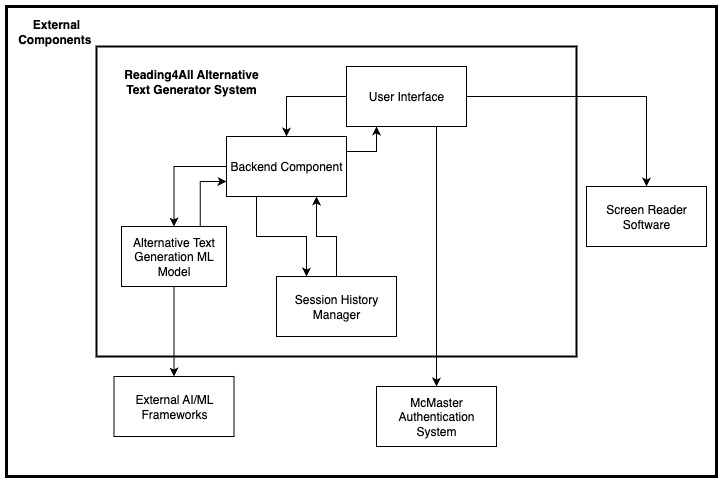 External
Components
Reading4All Alternative
Text Generator System
User Interface
Backend Component
Screen Reader
Software
Alternative Text
Generation ML
Model
Session History
Manager
External AI/ML
Frameworks
McMaster
Authentication
System